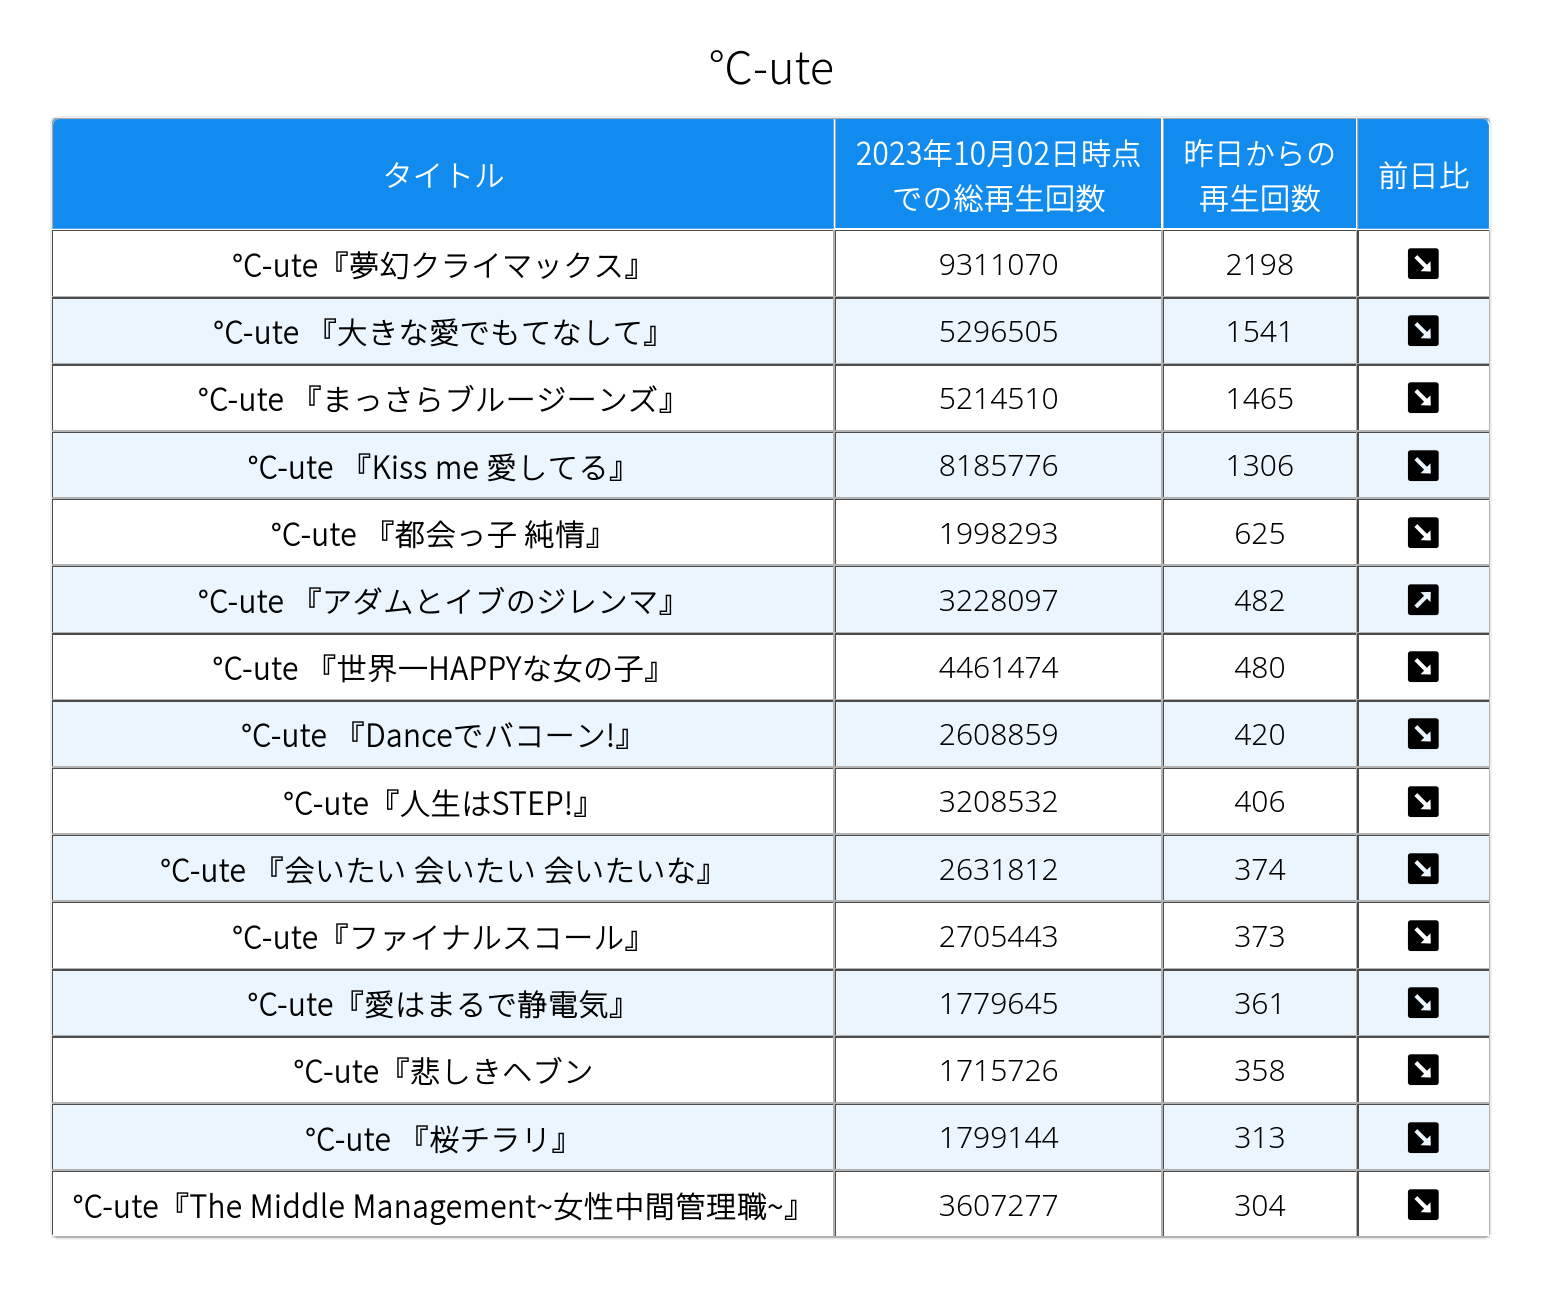 ℃-ute
タイトル
2023年10月02日時点
での総再生回数
昨日からの
再生回数
前日比
℃-ute『夢幻クライマックス』 9311070 2198
℃-ute 『大きな愛でもてなして』 5296505 1541
℃-ute 『まっさらブルージーンズ』 5214510 1465
℃-ute 『Kiss me 愛してる』 8185776 1306
℃-ute 『都会っ子 純情』 1998293 625
℃-ute 『アダムとイブのジレンマ』 3228097 482
℃-ute 『世界一HAPPYな女の子』 4461474 480
℃-ute 『Danceでバコーン!』 2608859 420
℃-ute『人生はSTEP!』 3208532 406
℃-ute 『会いたい 会いたい 会いたいな』 2631812 374
℃-ute『ファイナルスコール』 2705443 373
℃-ute『愛はまるで静電気』 1779645 361
℃-ute『悲しきヘブン 1715726 358
℃-ute 『桜チラリ』 1799144 313
℃-ute『The Middle Management~女性中間管理職~』 3607277 304